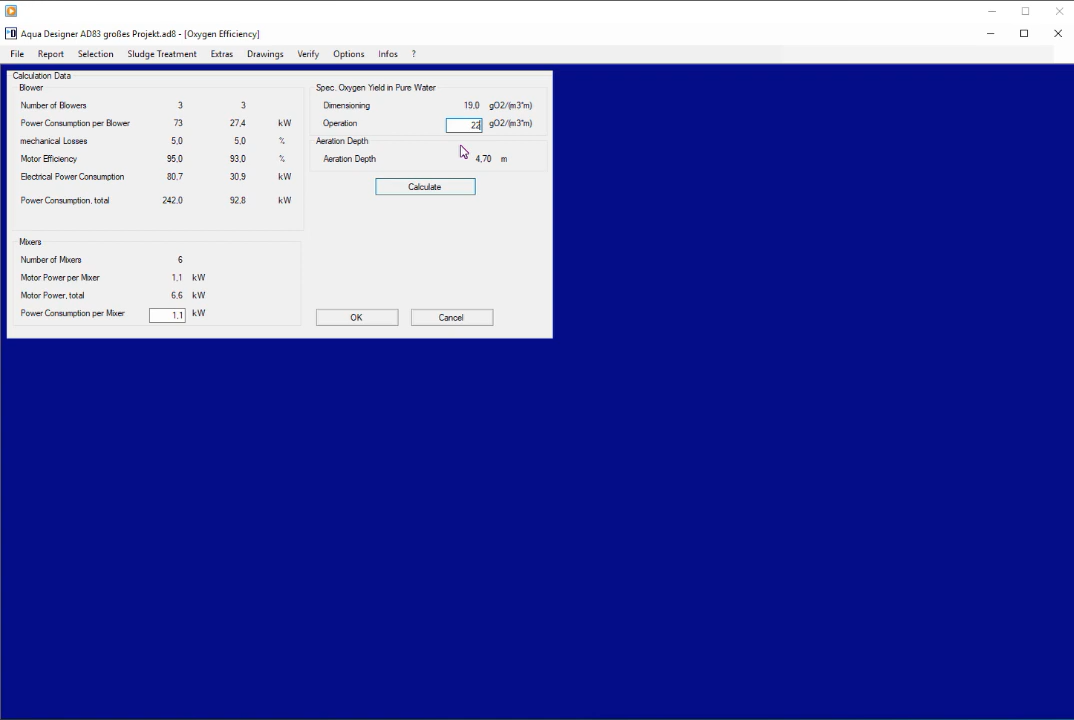 Aqua Designer AD83 großes Projekt.ad8 - [Oxygen Efficiency]
File Report Selection Sludge Treatment Extras Drawings Verify Options Infos ?
Calculation Data
Blower
Number of Blowers 3 3
Power Consumption per Blower 73 27,4 kW
mechanical Losses 5,0 5,0 %
Motor Efficiency 95,0 93,0 %
Electrical Power Consumption 80,7 30,9 kW
Power Consumption, total 242,0 92,8 kW
Mixers
Number of Mixers 6
Motor Power per Mixer 1,1 kW
Motor Power, total 6,6 kW
Power Consumption per Mixer 1,1 kW
Spec. Oxygen Yield in Pure Water
Dimensioning 19,0 gO2/(m3*m)
Operation 22 gO2/(m3*m)
Aeration Depth
Aeration Depth 4,70 m
Calculate
OK Cancel